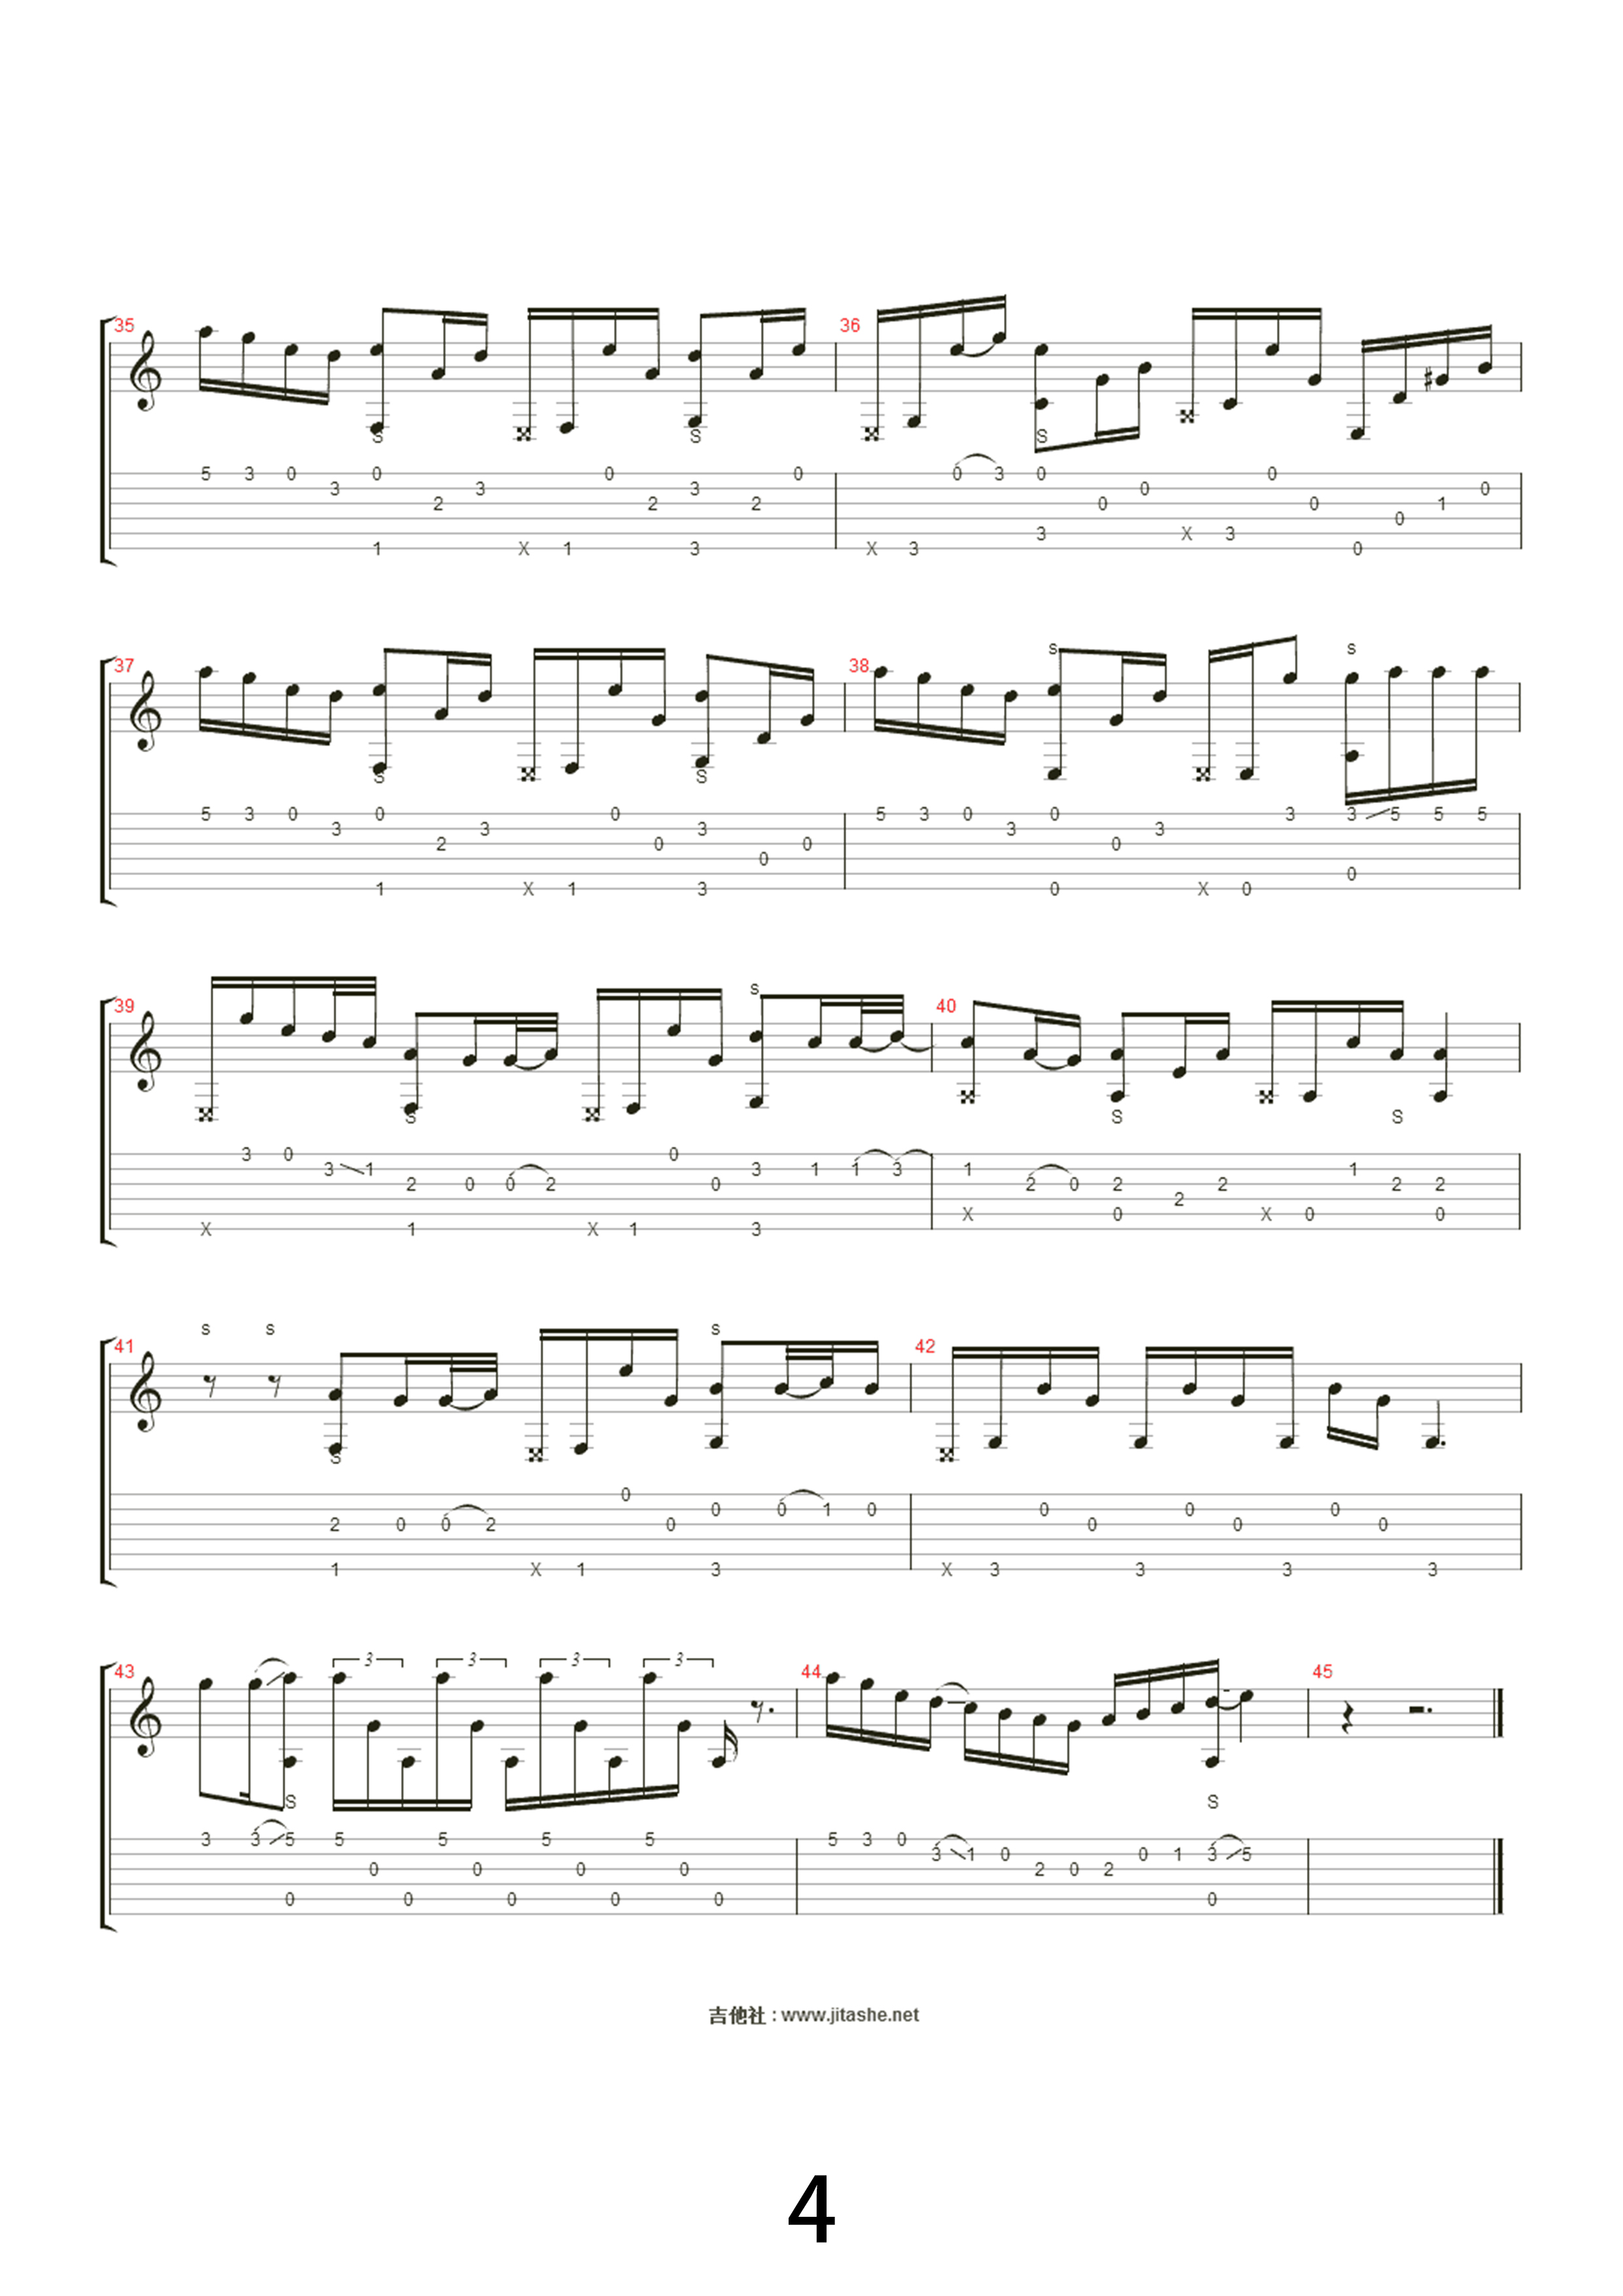 35 36
S X S X S X
5 3 0 0 0 3 0 0 3 0 0
3 3 3 0 0
2 2 2 0 0 1
0
3 X 3
1 X 1 3 X 3 0
37 38
S S S S
5 3 0 0 0 5 3 0 0 3 3 5 5 5
3 3 3 3 3
2 0 0 0
0
0
1 X 1 3 0 X 0
39 40
S S S S
3 0 0
3 1 3 1 1 3 1 1
2 0 0 2 0 2 0 2 2 2 2
2
X 0 X 0 0
X 1 X 1 3
41 42
S S S S
0
0 0 1 0 0 0 0
2 0 0 2 0 0 0 0
1 X 1 3 X 3 3 3 3
43 3 3 3 3 44 45
S S
3 3 5 5 5 5 5 5 3 0
3 1 0 0 1 3 5
0 0 0 0 2 0 2
0 0 0 0 0 0
吉他社 : www.jitashe.net
4